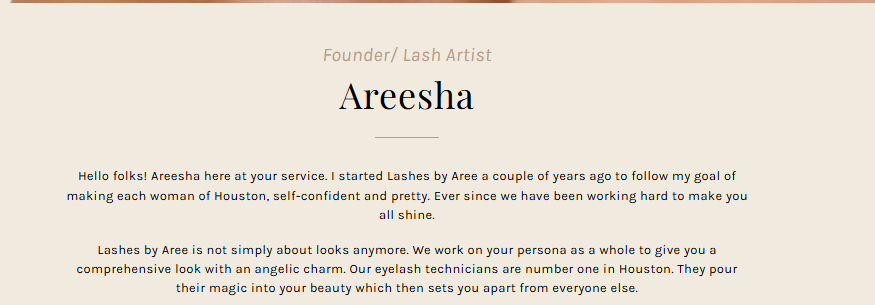 Founder/ Lash Artist
Areesha
Hello folks! Areesha here at your service. I started Lashes by Aree a couple of years ago to follow my goal of
making each woman of Houston, self-confident and pretty. Ever since we have been working hard to make you
all shine.
Lashes by Aree is not simply about looks anymore. We work on your persona as a whole to give you a
comprehensive look with an angelic charm. Our eyelash technicians are number one in Houston. They pour
their magic into your beauty which then sets you apart from everyone else.